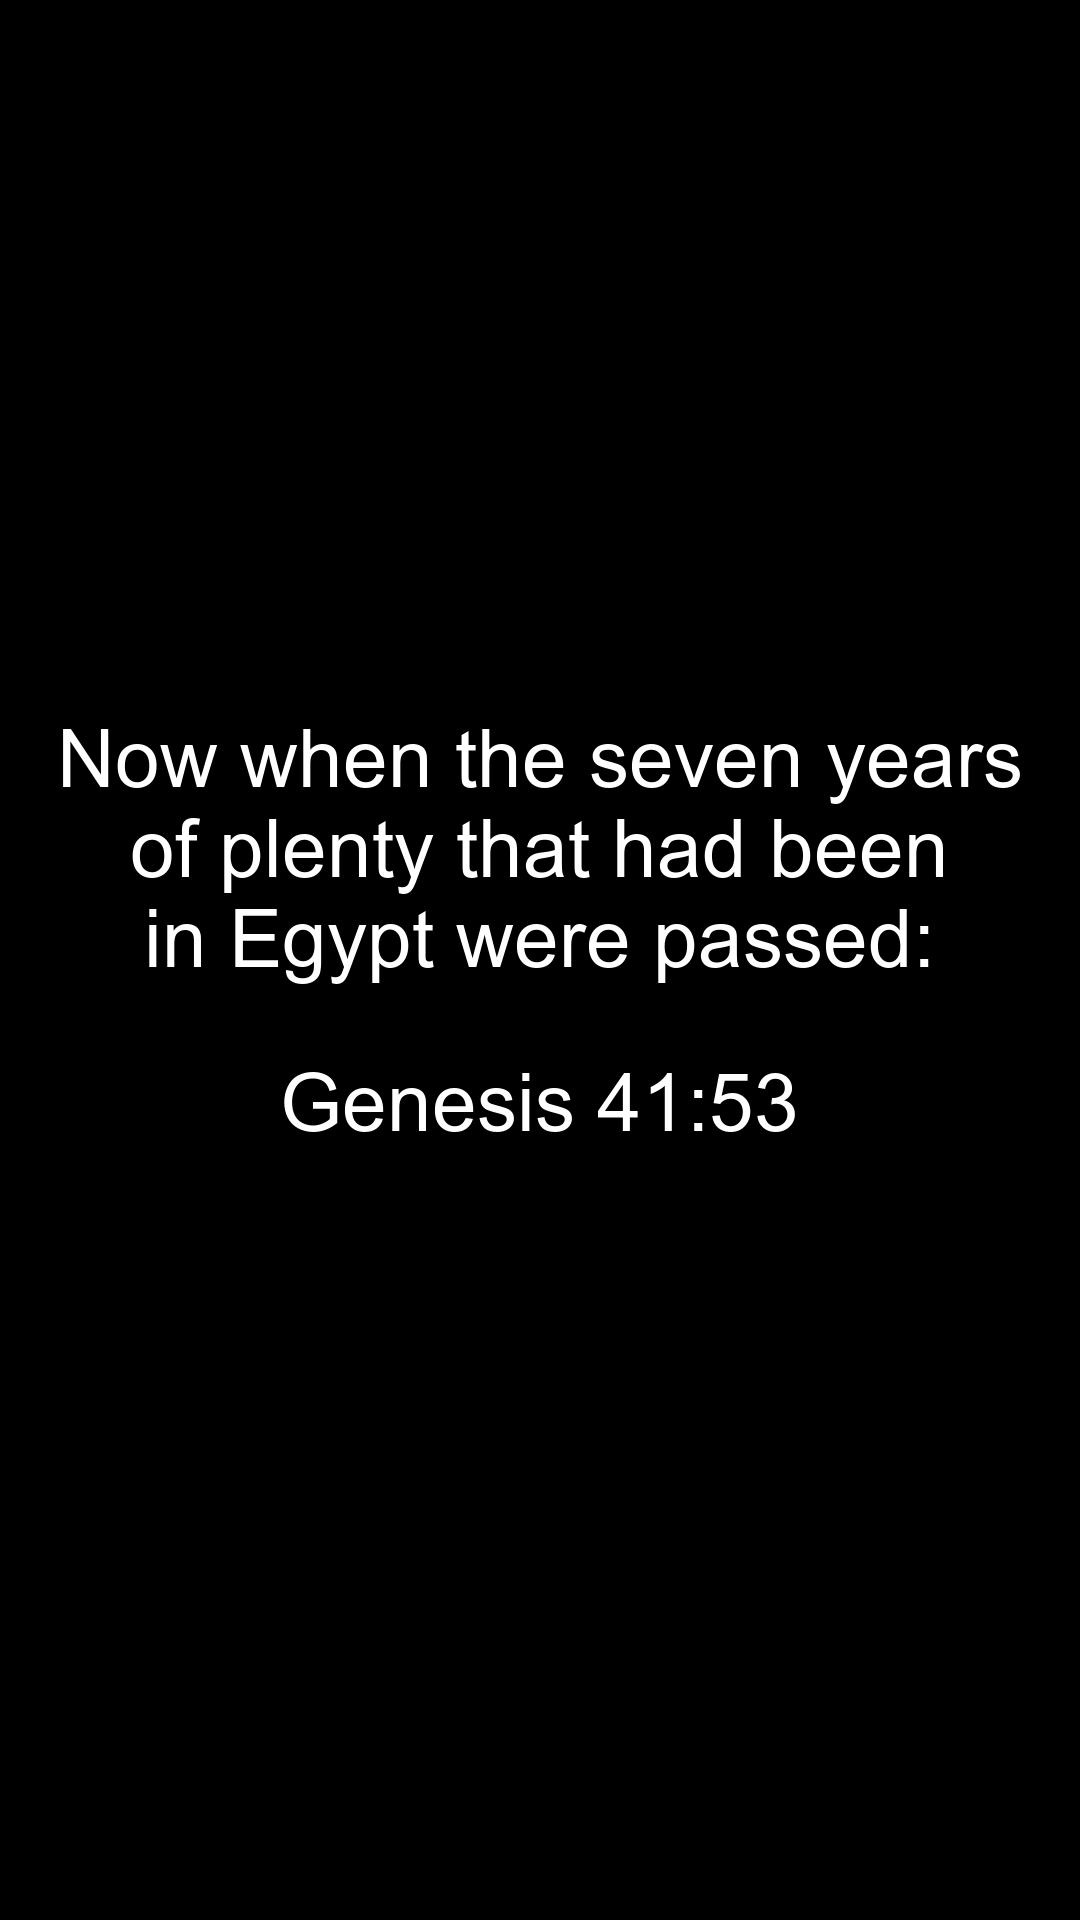 Now when the seven years
of plenty that had been
in Egypt were passed:
Genesis 41:53